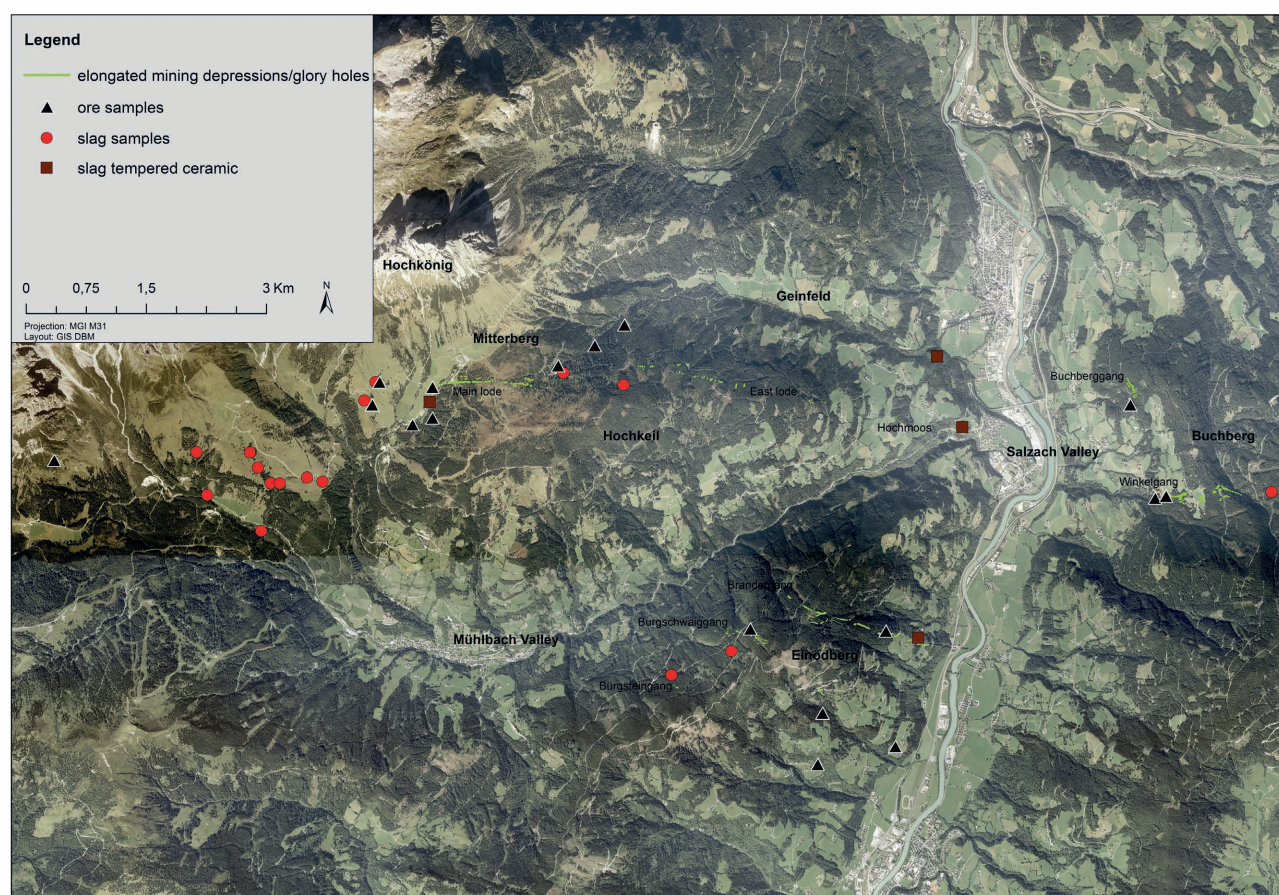 Legend
elongated mining depressions/glory holes
ore samples
slag samples
slag tempered ceramic
0 0,75 1,5 3 Km
N
Projection: MGI M31
Layout: GIS DBM
Hochkönig
Geinfeld
Mitterberg
Buchberggang
Main lode
East lode
Hochmoos
Hochkeil
Buchberg
Salzach Valley
Winkelgang
Brandergang
Burgschwaiggang
Mühlbach Valley
Einödberg
Bürgsteingang